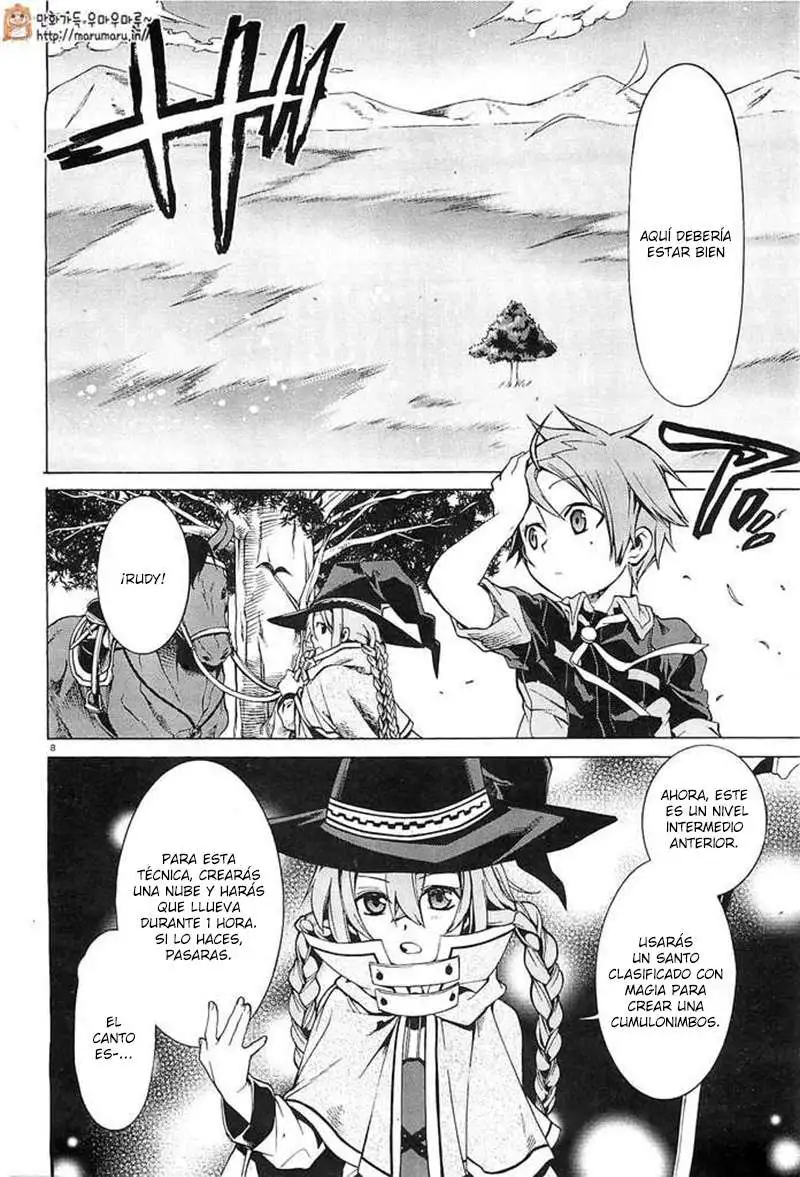 만화가득♥우마우마루~
http://marumaru.in//
AQUÍ DEBERÍA
ESTAR BIEN
¡RUDY!
8
AHORA, ESTE
ES UN NIVEL
INTERMEDIO
ANTERIOR.
USARÁS
UN SANTO
CLASIFICADO CON
MAGIA PARA
CREAR UNA
CUMULONIMBOS.
PARA ESTA
TÉCNICA, CREARÁS
UNA NUBE Y HARÁS
QUE LLUEVA
DURANTE 1 HORA.
SI LO HACES,
PASARAS.
EL
CANTO
ES-...